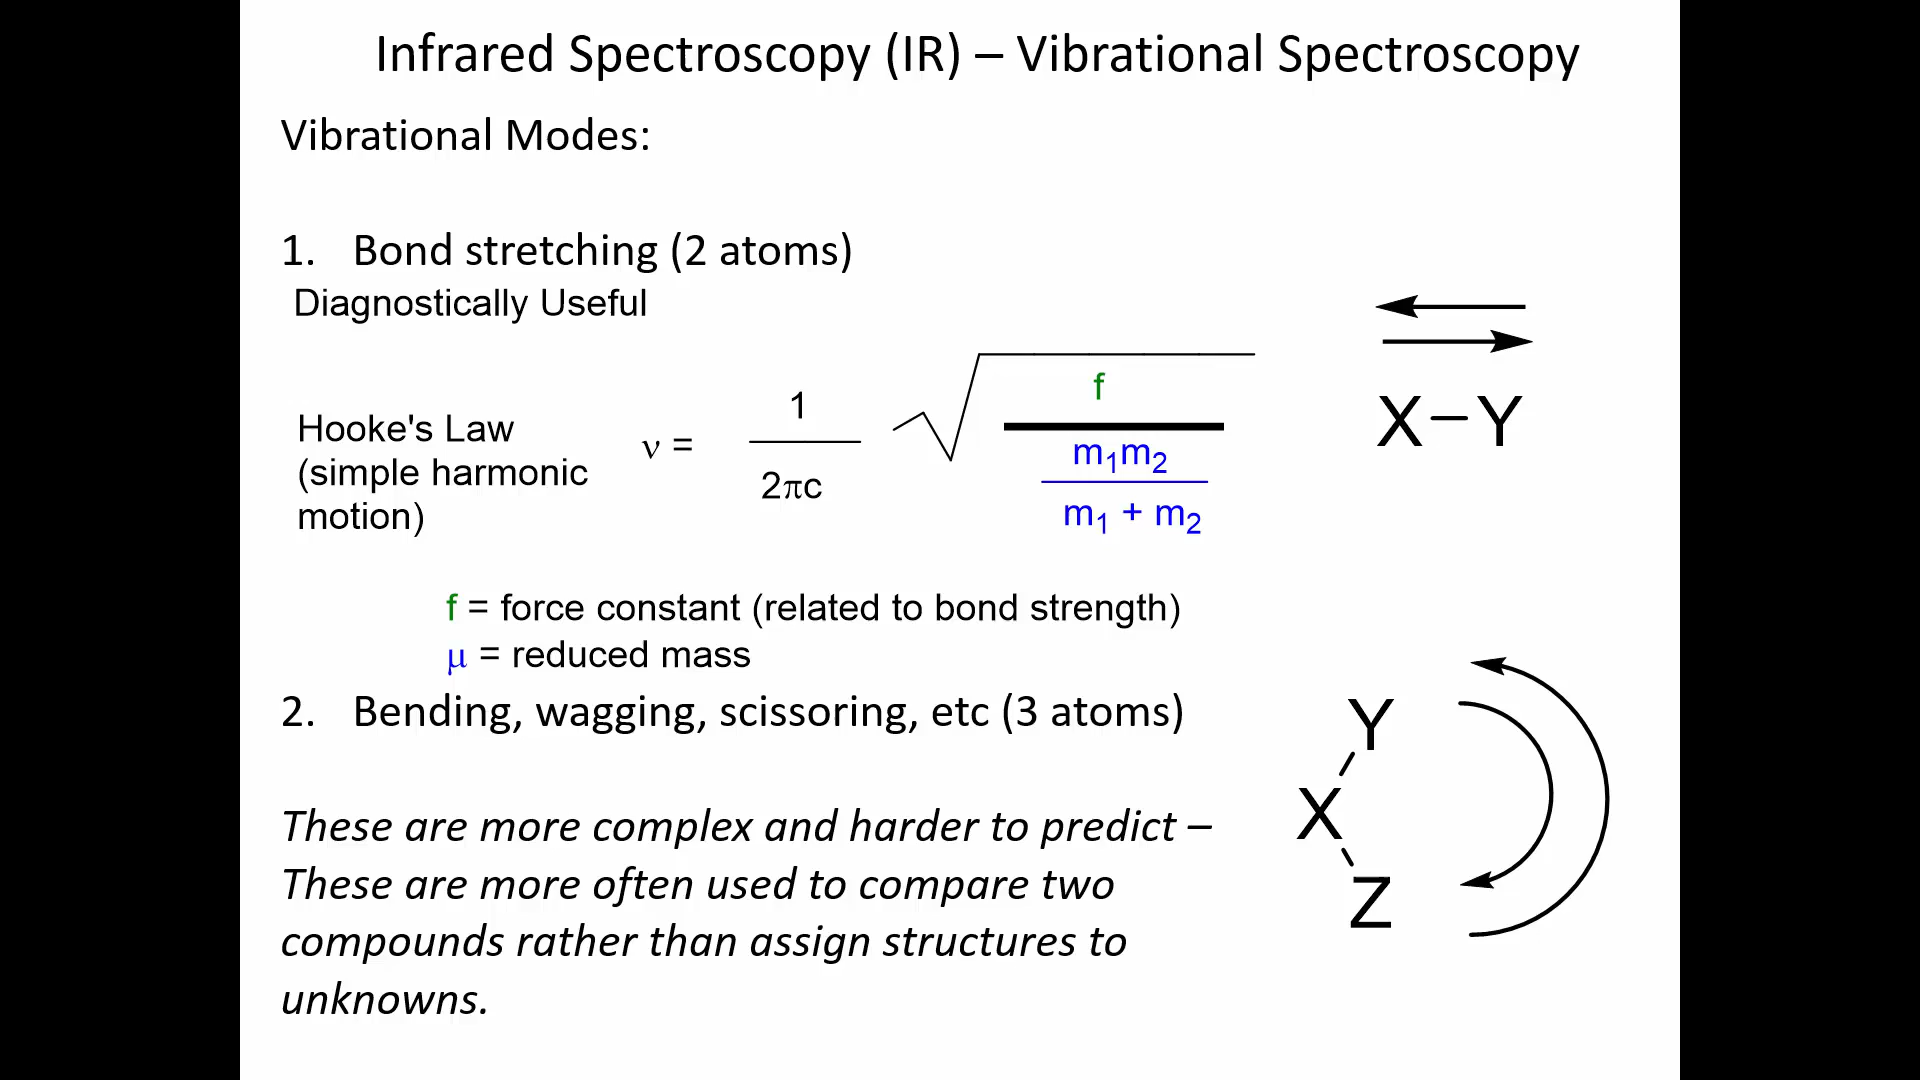 Infrared Spectroscopy (IR) – Vibrational Spectroscopy
Vibrational Modes:
1. Bond stretching (2 atoms)
Diagnostically Useful
Hooke's Law
(simple harmonic
motion)
ν = 1 / 2πc √ f / (m₁m₂ / m₁ + m₂)
X – Y
f = force constant (related to bond strength)
μ = reduced mass
2. Bending, wagging, scissoring, etc (3 atoms)
Y
X
Z
These are more complex and harder to predict –
These are more often used to compare two
compounds rather than assign structures to
unknowns.